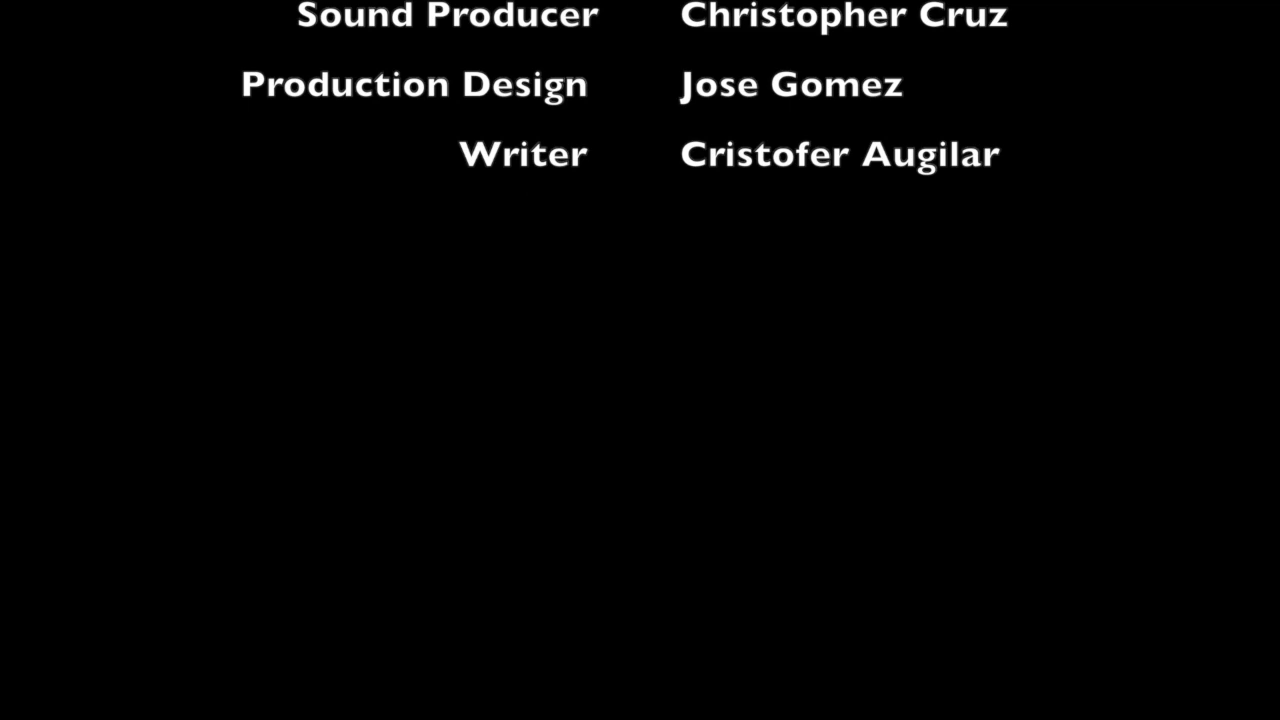 Sound Producer Christopher Cruz
Production Design Jose Gomez
Writer Cristofer Augilar